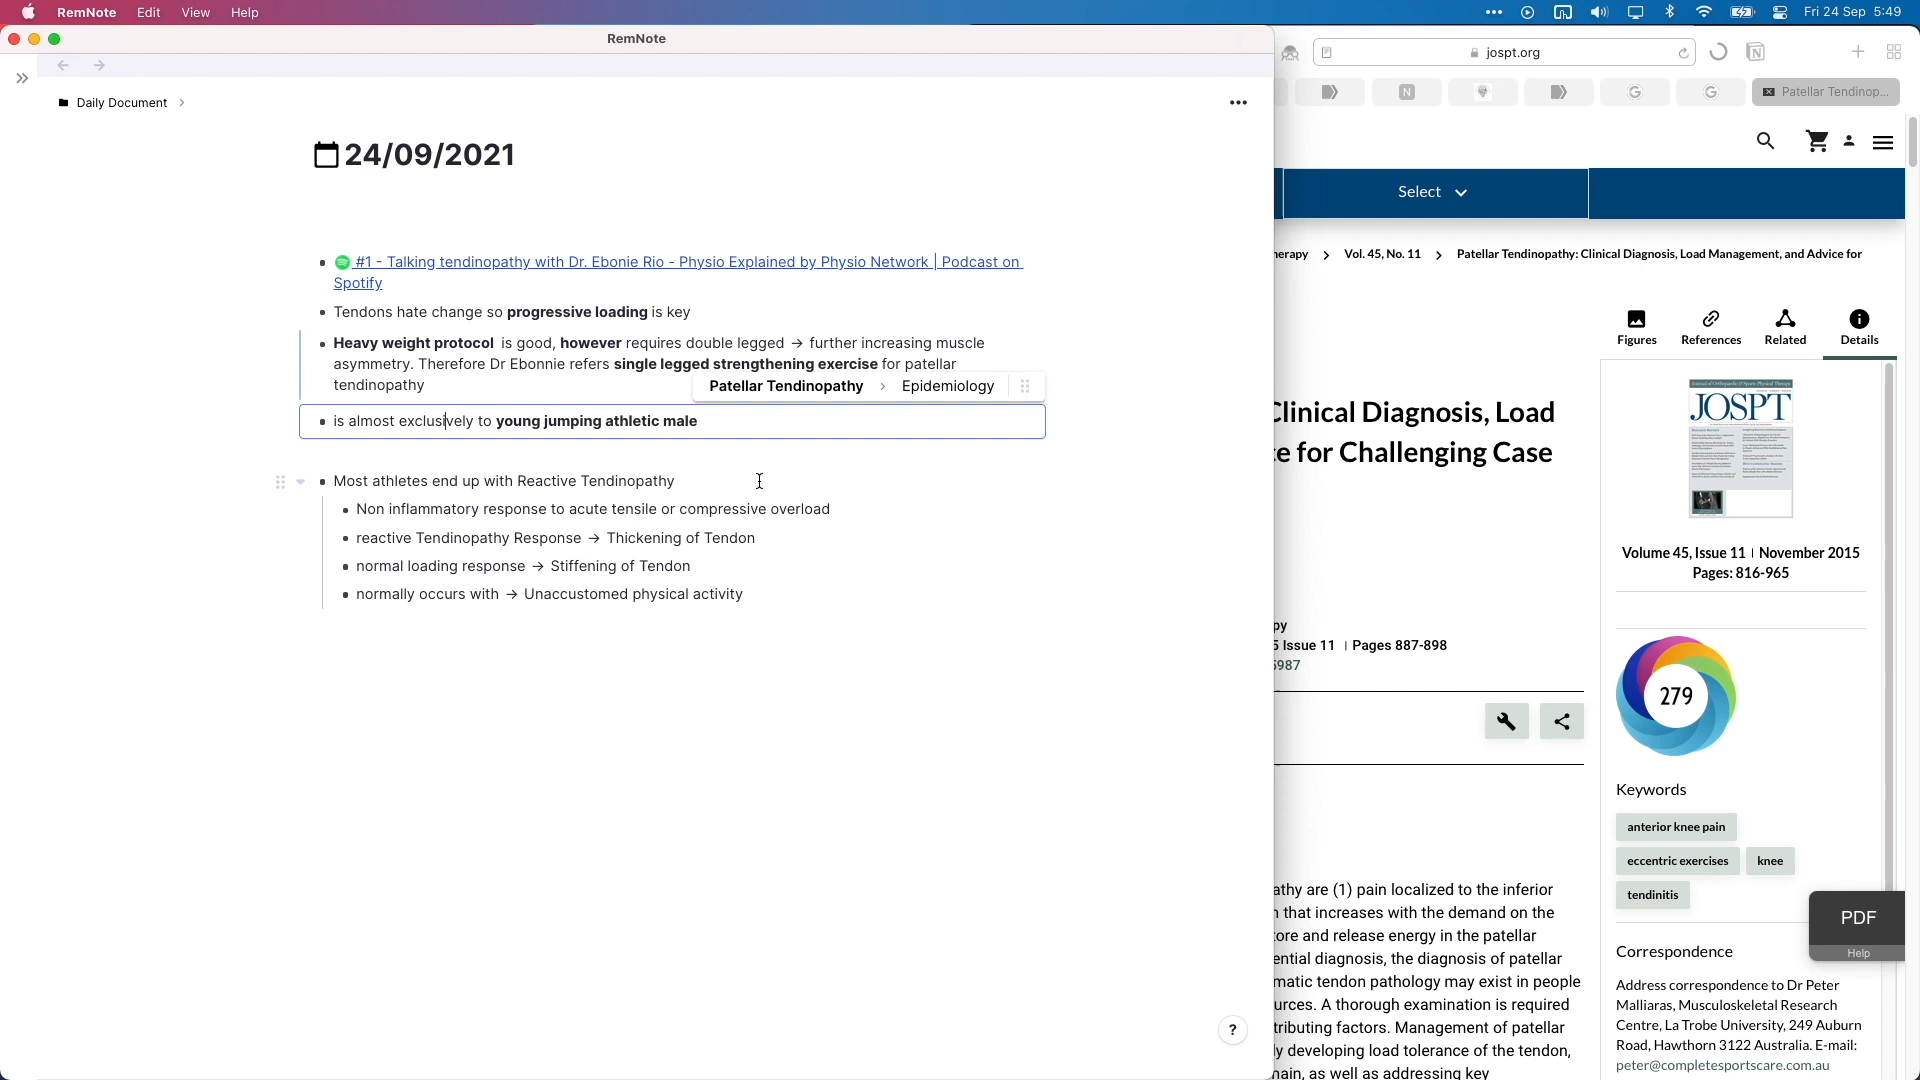 RemNote Edit View Help Fri 24 Sep 5:49
RemNote
jospt.org
Patellar Tendinop...
Daily Document
24/09/2021
#1 - Talking tendinopathy with Dr. Ebonie Rio - Physio Explained by Physio Network | Podcast on
Spotify
Tendons hate change so progressive loading is key
Heavy weight protocol is good, however requires double legged → further increasing muscle
asymmetry. Therefore Dr Ebonnie refers single legged strengthening exercise for patellar
tendinopathy
Patellar Tendinopathy › Epidemiology
is almost exclusively to young jumping athletic male
Most athletes end up with Reactive Tendinopathy
Non inflammatory response to acute tensile or compressive overload
reactive Tendinopathy Response → Thickening of Tendon
normal loading response → Stiffening of Tendon
normally occurs with → Unaccustomed physical activity
?
Select
herapy > Vol. 45, No. 11 > Patellar Tendinopathy: Clinical Diagnosis, Load Management, and Advice for
Figures References Related Details
Clinical Diagnosis, Load
e for Challenging Case
py
5 Issue 11 | Pages 887-898
5987
athy are (1) pain localized to the inferior
n that increases with the demand on the
tore and release energy in the patellar
ential diagnosis, the diagnosis of patellar
matic tendon pathology may exist in people
urces. A thorough examination is required
tributing factors. Management of patellar
ly developing load tolerance of the tendon,
hain, as well as addressing key
JOSPT
Volume 45, Issue 11 | November 2015
Pages: 816-965
279
Keywords
anterior knee pain
eccentric exercises knee
tendinitis
PDF
Help
Correspondence
Address correspondence to Dr Peter
Malliaras, Musculoskeletal Research
Centre, La Trobe University, 249 Auburn
Road, Hawthorn 3122 Australia. E-mail:
peter@completesportscare.com.au